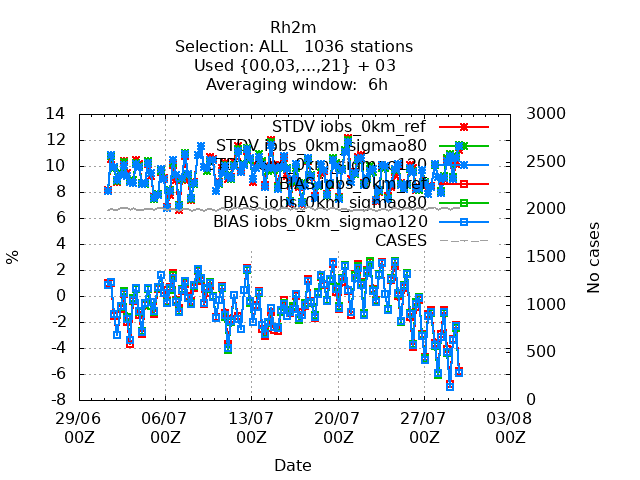 Rh2m
Selection: ALL   1036 stations
Used {00,03,...,21} + 03
Averaging window:  6h
14
12
10
8
6
4
2
0
-2
-4
-6
-8
%
3000
2500
2000
1500
1000
500
0
No cases
STDV iobs_0km_ref
STDV iobs_0km_sigmao80
STDV iobs_0km_sigmao120
BIAS iobs_0km_ref
BIAS iobs_0km_sigmao80
BIAS iobs_0km_sigmao120
CASES
29/06 06/07 13/07 20/07 27/07 03/08
00Z 00Z 00Z 00Z 00Z 00Z
Date